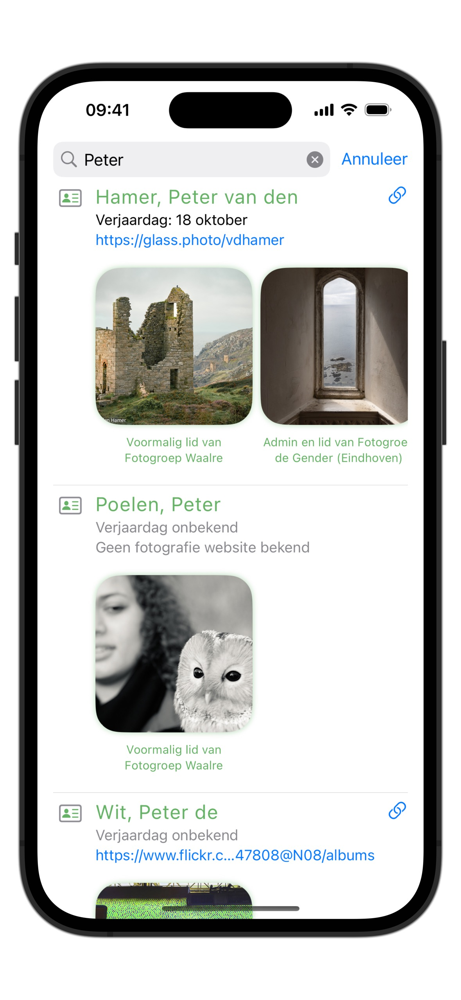 09:41
Peter
Annuleer
Hamer, Peter van den
Verjaardag: 18 oktober
https://glass.photo/vdhamer
en Hamer
Voormalig lid van
Fotogroep Waalre
Admin en lid van Fotogroe
de Gender (Eindhoven)
Poelen, Peter
Verjaardag onbekend
Geen fotografie website bekend
Voormalig lid van
Fotogroep Waalre
Wit, Peter de
Verjaardag onbekend
https://www.flickr.c...47808@N08/albums